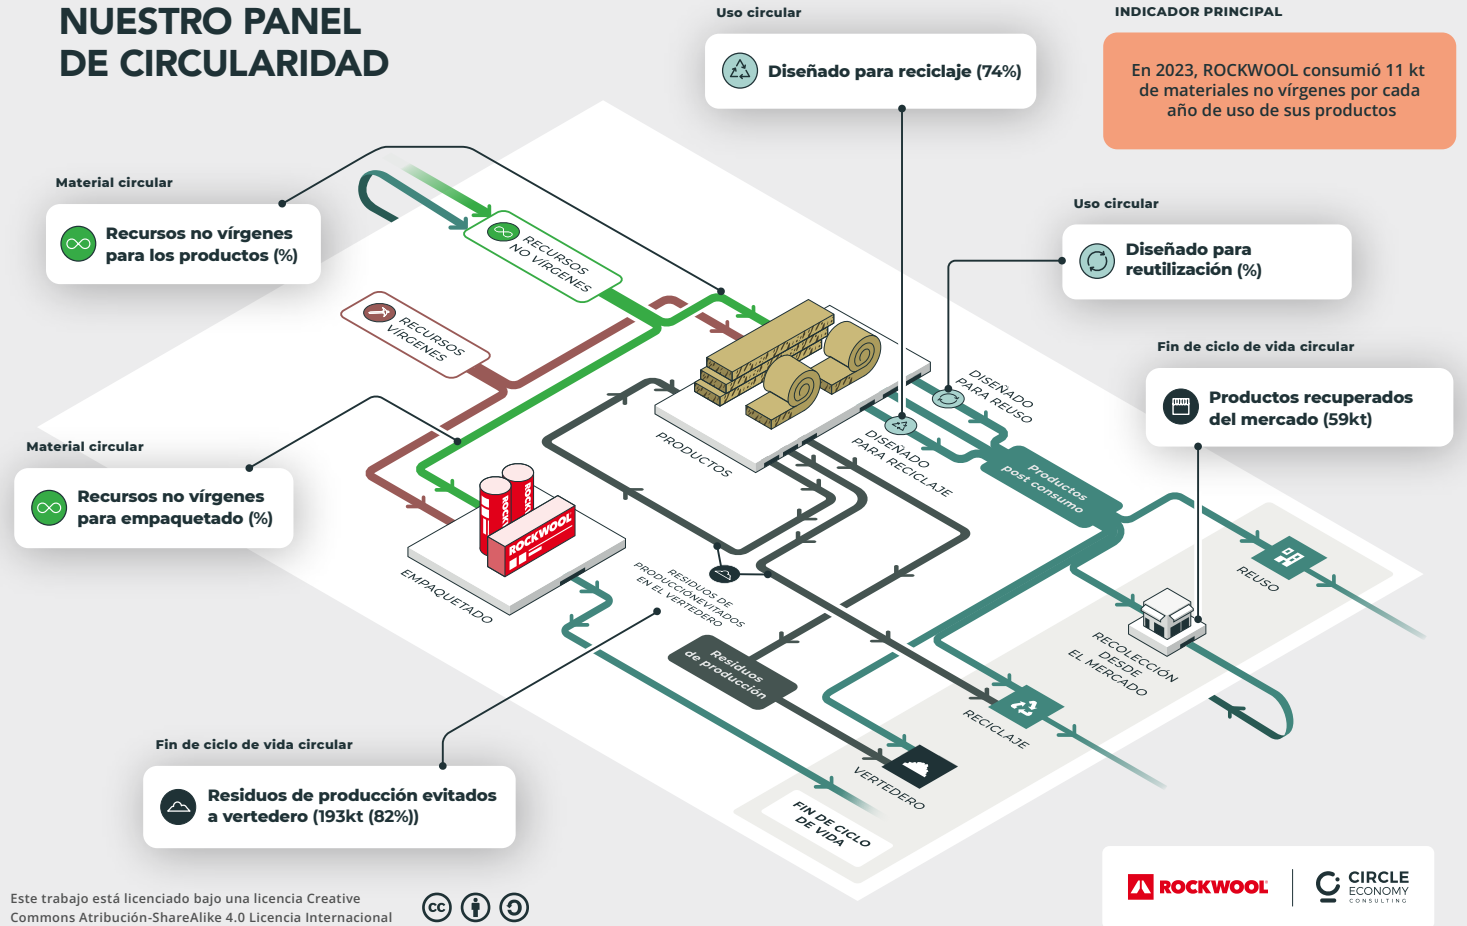 NUESTRO PANEL
DE CIRCULARIDAD
Uso circular
Diseñado para reciclaje (74%)
INDICADOR PRINCIPAL
En 2023, ROCKWOOL consumió 11 kt
de materiales no vírgenes por cada
año de uso de sus productos
Material circular
Recursos no vírgenes
para los productos (%)
RECURSOS
NO VÍRGENES
RECURSOS
VÍRGENES
Uso circular
Diseñado para
reutilización (%)
Fin de ciclo de vida circular
Productos recuperados
del mercado (59kt)
Material circular
Recursos no vírgenes
para empaquetado (%)
PRODUCTOS
DISEÑADO
PARA REUSO
DISEÑADO
PARA RECICLAJE
Productos
post consumo
ROCKWOOL
EMPAQUETADO
RESIDUOS DE
PRODUCCIÓNEVITADOS
EN EL VERTEDERO
Residuos
de producción
REUSO
RECOLECCIÓN
DESDE
EL MERCADO
RECICLAJE
VERTEDERO
FIN DE CICLO
DE VIDA
Fin de ciclo de vida circular
Residuos de producción evitados
a vertedero (193kt (82%))
Este trabajo está licenciado bajo una licencia Creative
Commons Atribución-ShareAlike 4.0 Licencia Internacional
cc
ROCKWOOL
CIRCLE
ECONOMY
CONSULTING